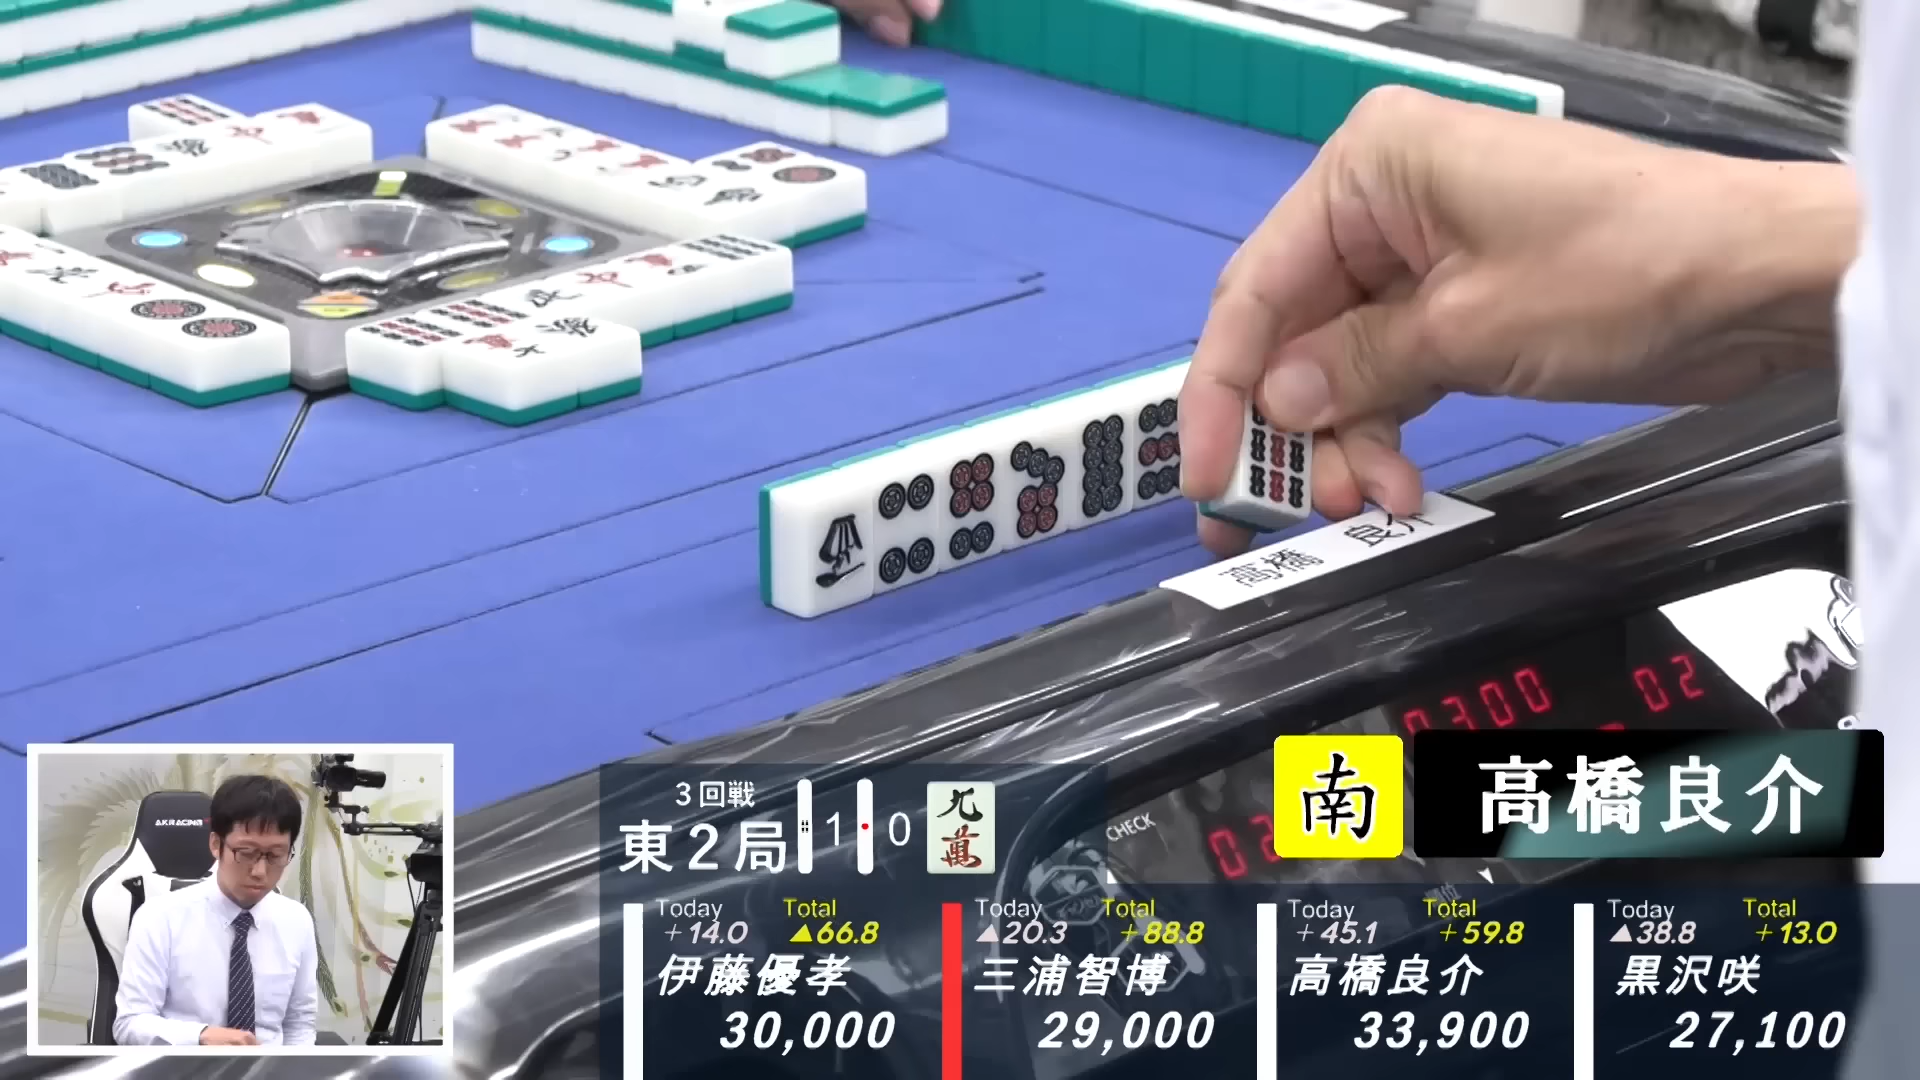 高橋 良介
0300
02
CHECK
02
AKRACING
3回戦
東2局
1
0
九萬
南
高橋良介
Today
+14.0
Total
▲66.8
伊藤優孝
30,000
Today
▲20.3
Total
+88.8
三浦智博
29,000
Today
+45.1
Total
+59.8
高橋良介
33,900
Today
▲38.8
Total
+13.0
黒沢咲
27,100